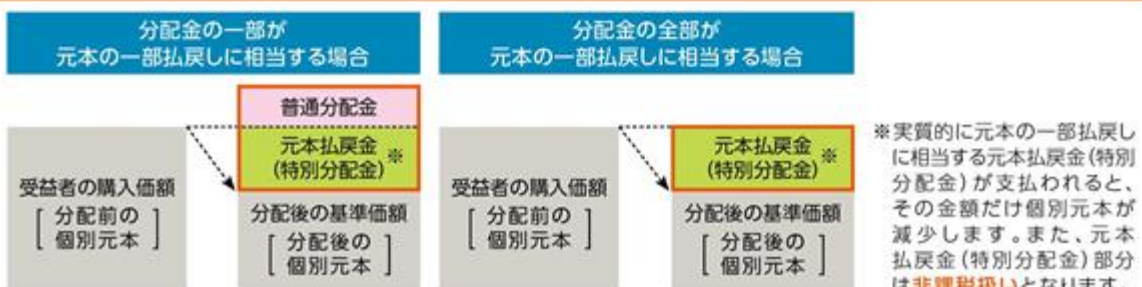 分配金の一部が
元本の一部払戻しに相当する場合
普通分配金
元本払戻金
(特別分配金) ※
受益者の購入価額
[ 分配前の
個別元本 ]
分配後の基準価額
[ 分配後の
個別元本 ]
分配金の全部が
元本の一部払戻しに相当する場合
元本払戻金
(特別分配金) ※
受益者の購入価額
[ 分配前の
個別元本 ]
分配後の基準価額
[ 分配後の
個別元本 ]
※実質的に元本の一部払戻し
に相当する元本払戻金(特別
分配金)が支払われると、
その金額だけ個別元本が
減少します。また、元本
払戻金(特別分配金)部分
は非課税扱いとなります。